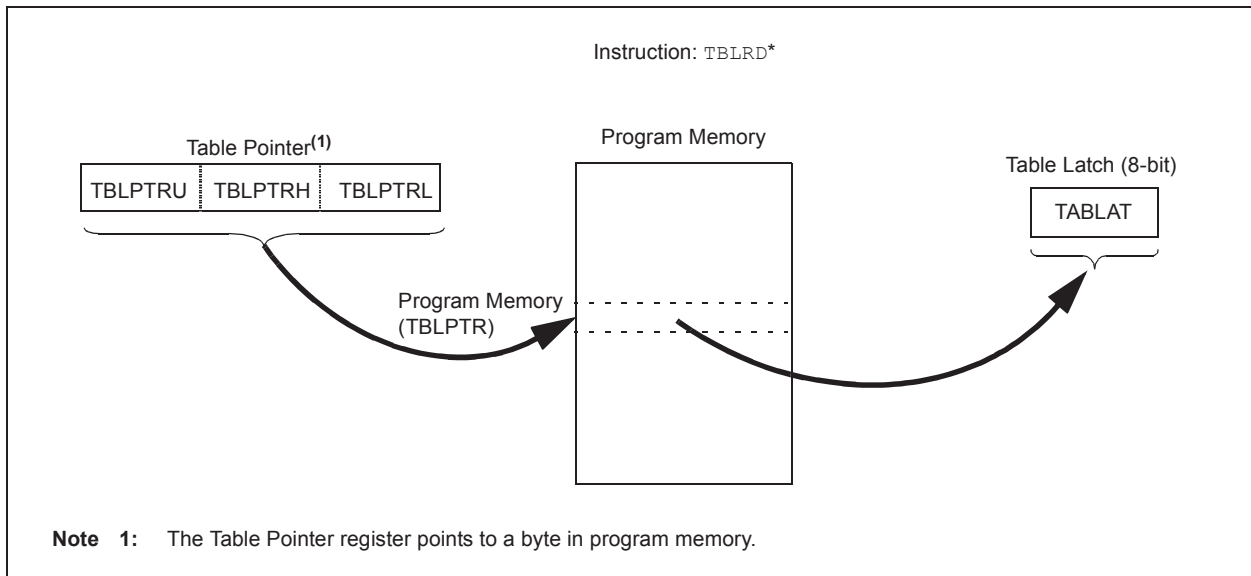 Instruction: TBLRD*
Table Pointer(1)
TBLPTRU TBLPTRH TBLPTRL
Program Memory
Table Latch (8-bit)
TABLAT
Program Memory
(TBLPTR)
Note 1: The Table Pointer register points to a byte in program memory.